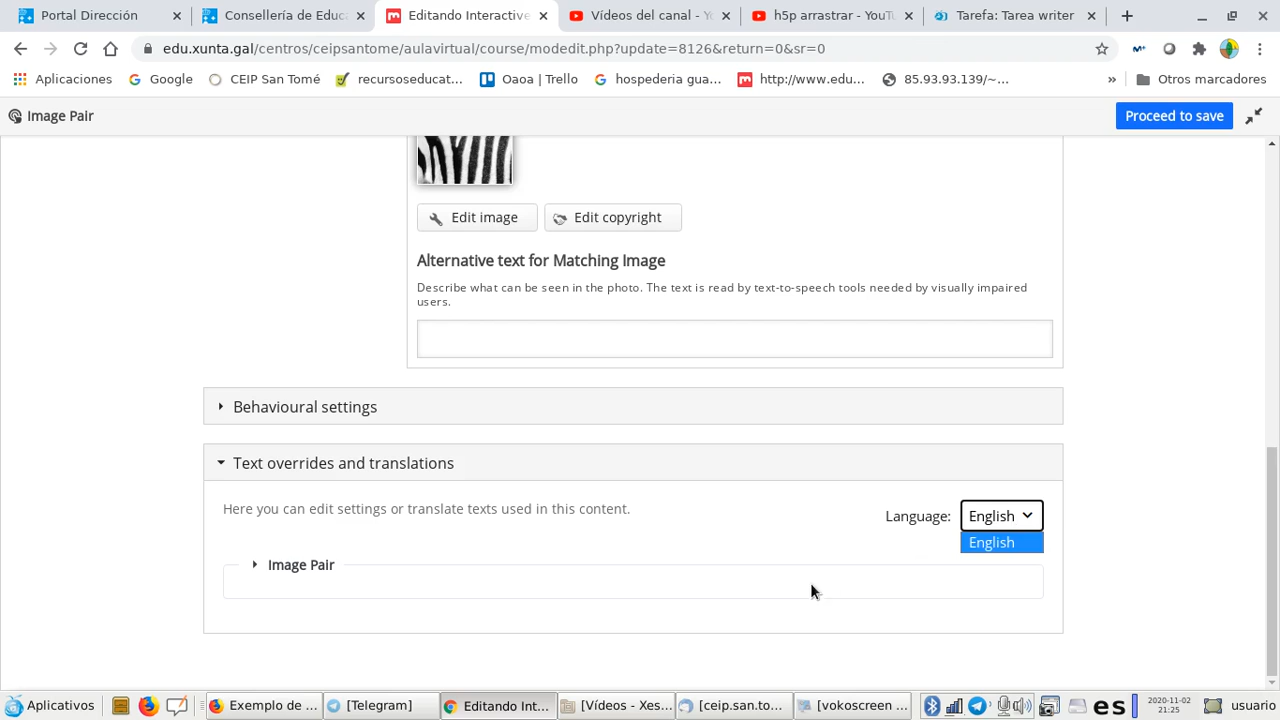 Portal Dirección
Consellería de Educa
Editando Interactive
Vídeos del canal - Y
h5p arrastrar - YouTu
Tarefa: Tarea writer
edu.xunta.gal/centros/ceipsantome/aulavirtual/course/modedit.php?update=8126&return=0&sr=0
Aplicaciones
Google
CEIP San Tomé
recursoseducat...
Oaoa | Trello
hospederia gua...
http://www.edu...
85.93.93.139/~...
»
Otros marcadores
Image Pair
Proceed to save
Edit image
Edit copyright
Alternative text for Matching Image
Describe what can be seen in the photo. The text is read by text-to-speech tools needed by visually impaired
users.
Behavioural settings
Text overrides and translations
Here you can edit settings or translate texts used in this content.
Language: English
English
Image Pair
Aplicativos
Exemplo de ...
[Telegram]
Editando Int...
[Vídeos - Xes...
[ceip.san.to...
[vokoscreen ...
es
2020-11-02
21:25
usuario